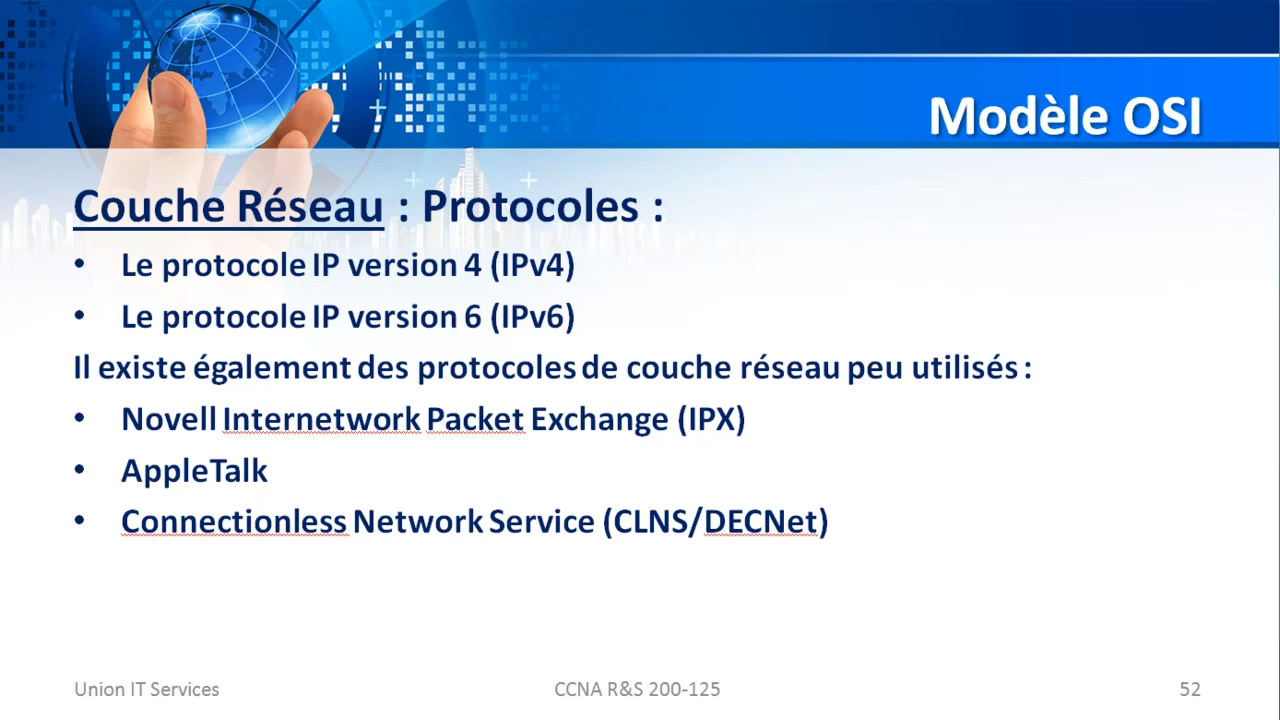 Modèle OSI
Couche Réseau : Protocoles :
• Le protocole IP version 4 (IPv4)
• Le protocole IP version 6 (IPv6)
Il existe également des protocoles de couche réseau peu utilisés :
• Novell Internetwork Packet Exchange (IPX)
• AppleTalk
• Connectionless Network Service (CLNS/DECNet)
Union IT Services
CCNA R&S 200-125
52